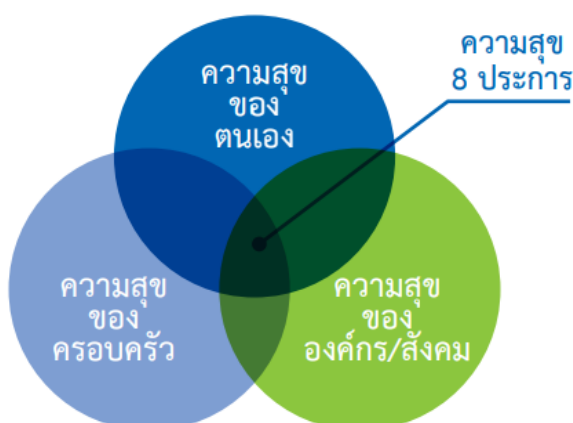 ความสุข
8 ประการ
ความสุข
ของ
ตนเอง
ความสุข
ของ
ครอบครัว
ความสุข
ของ
องค์กร/สังคม